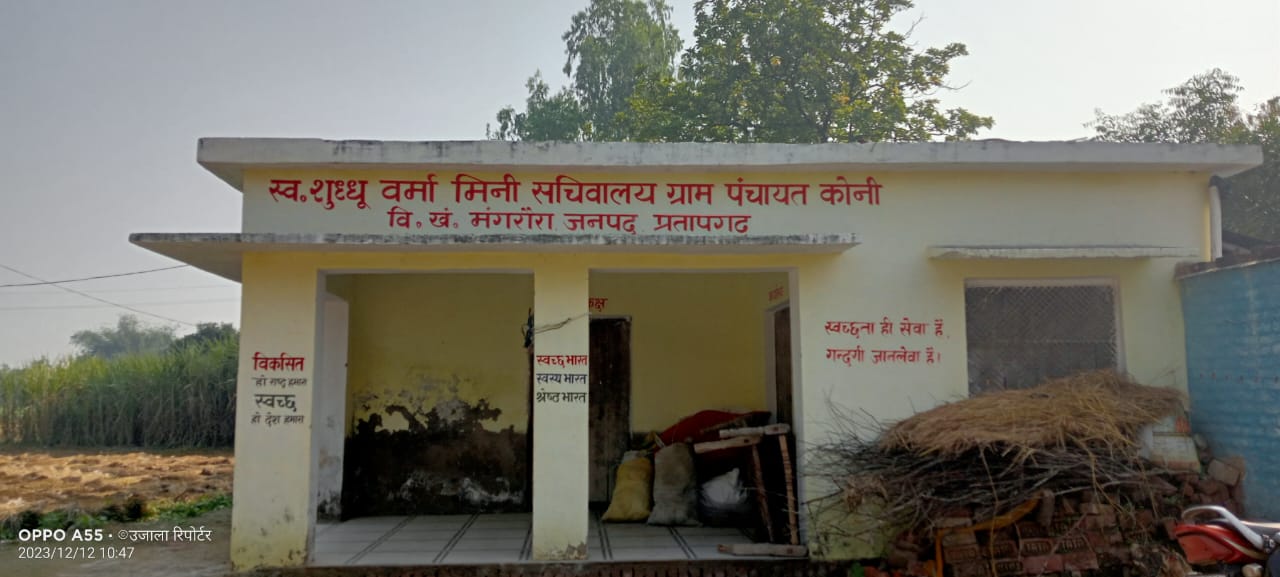 स्व॰शुध्धू वर्मा मिनी सचिवालय ग्राम पंचायत कोनी
वि॰ खं॰ मंगरौरा जनपद प्रतापगढ
विकसित
हो राष्ट्र हमारा
स्वच्छ
हो देश हमारा
स्वच्छ भारत
स्वस्थ भारत
श्रेष्ठ भारत
स्वच्छता ही सेवा है,
गन्दगी जानलेवा है।
OPPO A55 · ©उजाला रिपोर्टर
2023/12/12 10:47